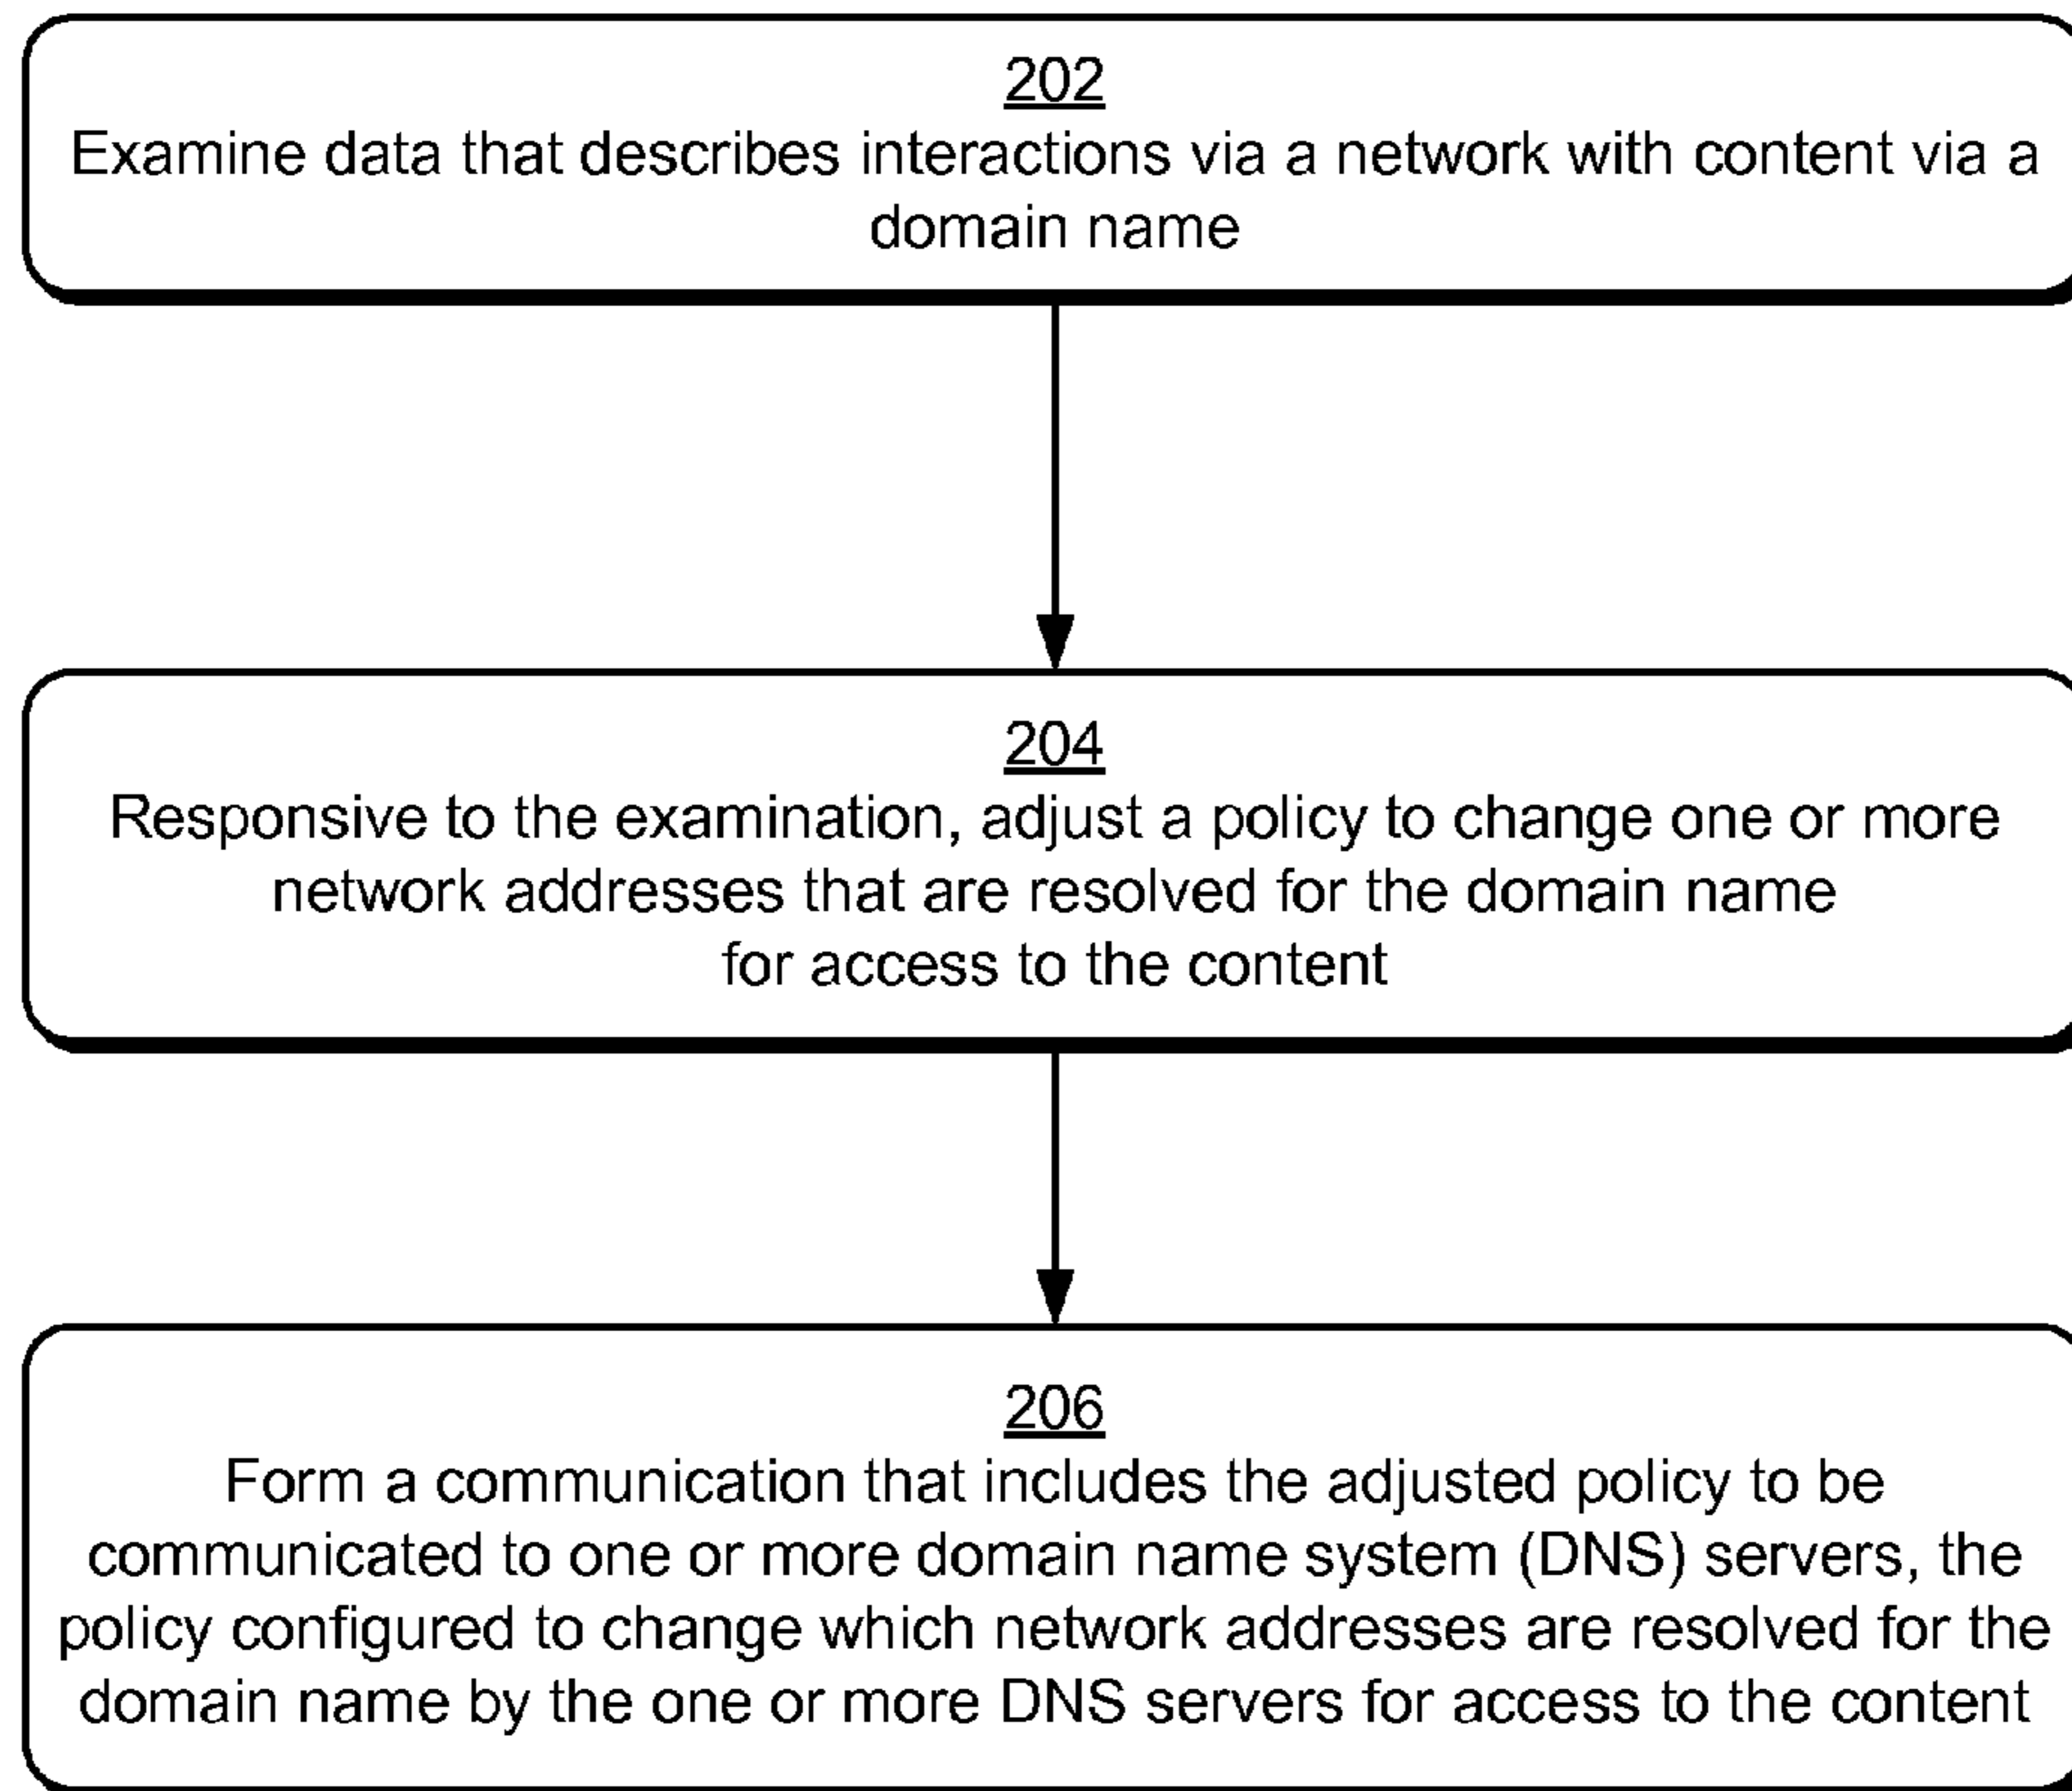 202
Examine data that describes interactions via a network with content via a
domain name
204
Responsive to the examination, adjust a policy to change one or more
network addresses that are resolved for the domain name
for access to the content
206
Form a communication that includes the adjusted policy to be
communicated to one or more domain name system (DNS) servers, the
policy configured to change which network addresses are resolved for the
domain name by the one or more DNS servers for access to the content